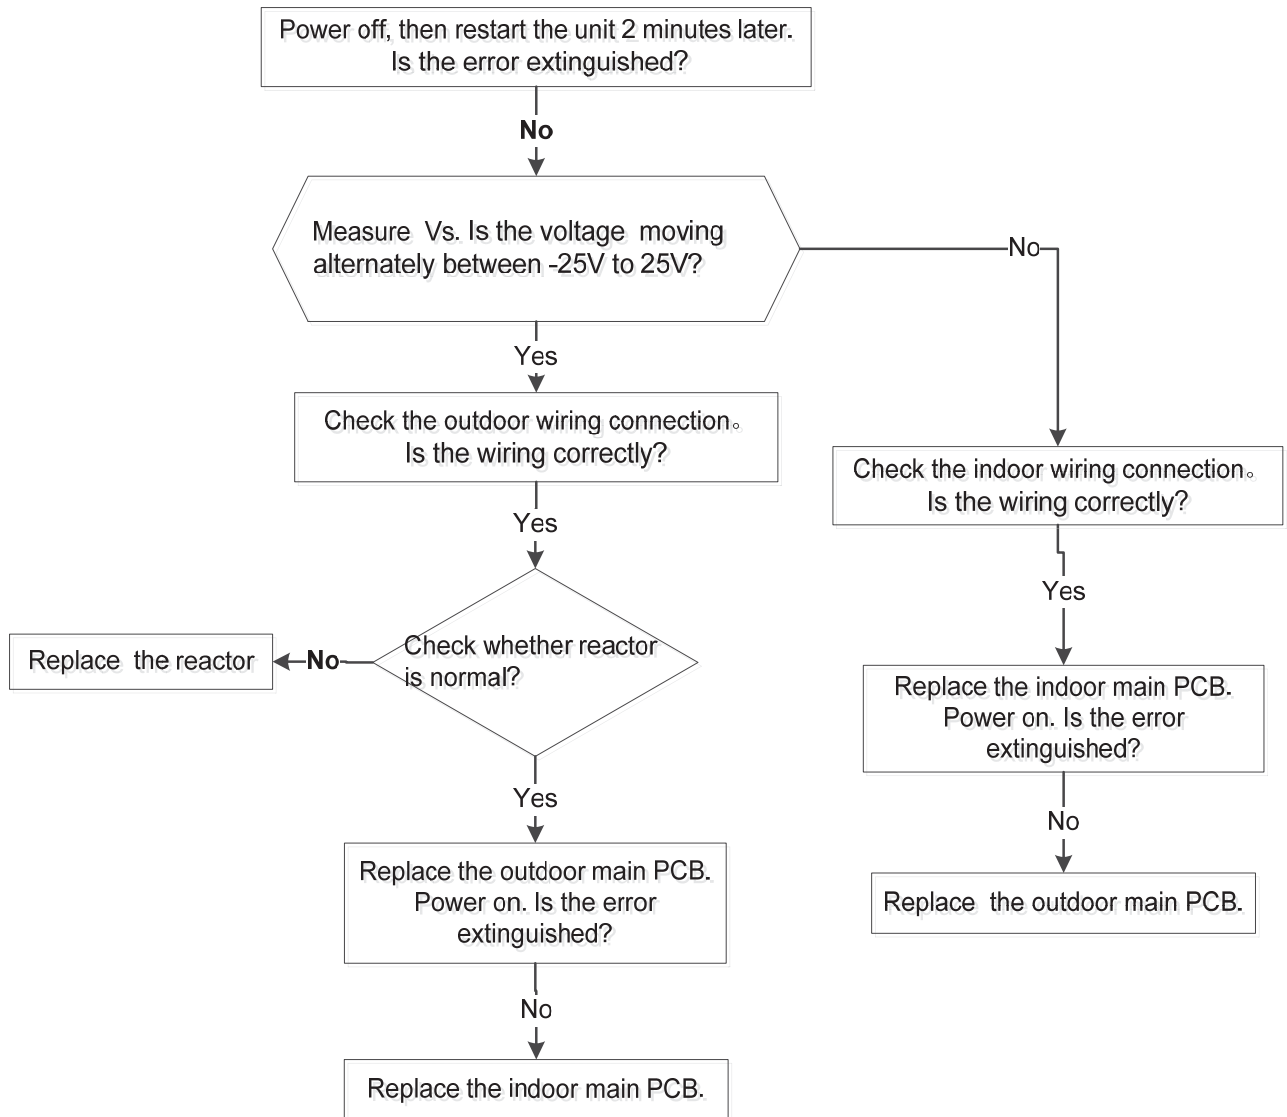 Power off, then restart the unit 2 minutes later.
Is the error extinguished?
No
Measure Vs. Is the voltage moving
alternately between -25V to 25V?
No
Yes
Check the outdoor wiring connection。
Is the wiring correctly?
Check the indoor wiring connection。
Is the wiring correctly?
Yes
Yes
Check whether reactor
is normal?
No
Replace the reactor
Replace the indoor main PCB.
Power on. Is the error
extinguished?
Yes
No
Replace the outdoor main PCB.
Power on. Is the error
extinguished?
Replace the outdoor main PCB.
No
Replace the indoor main PCB.